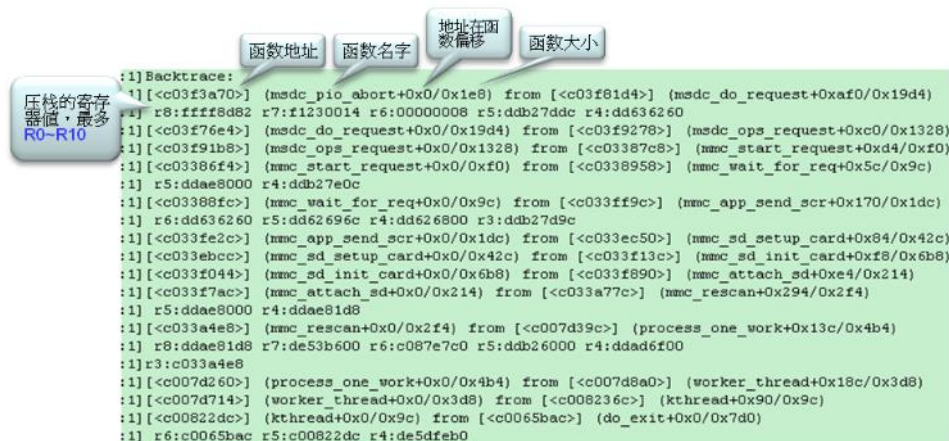 函数地址
函数名字
地址在函
数偏移
函数大小
压栈的寄存
器值,最多
R0~R10
:1]Backtrace:
:1][<c03f3a70>] (msdc_pio_abort+0x0/0x1e8) from [<c03f81d4>] (msdc_do_request+0xaf0/0x19d4)
:1] r8:ffff8d82 r7:f1230014 r6:00000008 r5:ddb27ddc r4:dd636260
:1][<c03f76e4>] (msdc_do_request+0x0/0x19d4) from [<c03f9278>] (msdc_ops_request+0xc0/0x1328)
:1][<c03f91b8>] (msdc_ops_request+0x0/0x1328) from [<c03387c8>] (mmc_start_request+0xd4/0xf0)
:1][<c03386f4>] (mmc_start_request+0x0/0xf0) from [<c0338958>] (mmc_wait_for_req+0x5c/0x9c)
:1] r5:ddae8000 r4:ddb27e0c
:1][<c03388fc>] (mmc_wait_for_req+0x0/0x9c) from [<c033ff9c>] (mmc_app_send_scr+0x170/0x1dc)
:1] r6:dd636260 r5:dd62696c r4:dd626800 r3:ddb27d9c
:1][<c033fe2c>] (mmc_app_send_scr+0x0/0x1dc) from [<c033ec50>] (mmc_sd_setup_card+0x84/0x42c)
:1][<c033ebcc>] (mmc_sd_setup_card+0x0/0x42c) from [<c033f13c>] (mmc_sd_init_card+0xf8/0x6b8)
:1][<c033f044>] (mmc_sd_init_card+0x0/0x6b8) from [<c033f890>] (mmc_attach_sd+0xe4/0x214)
:1][<c033f7ac>] (mmc_attach_sd+0x0/0x214) from [<c033a77c>] (mmc_rescan+0x294/0x2f4)
:1] r5:ddae8000 r4:ddae81d8
:1][<c033a4e8>] (mmc_rescan+0x0/0x2f4) from [<c007d39c>] (process_one_work+0x13c/0x4b4)
:1] r8:ddae81d8 r7:de53b600 r6:c087e7c0 r5:ddb26000 r4:ddad6f00
:1]r3:c033a4e8
:1][<c007d260>] (process_one_work+0x0/0x4b4) from [<c007d8a0>] (worker_thread+0x18c/0x3d8)
:1][<c007d714>] (worker_thread+0x0/0x3d8) from [<c008236c>] (kthread+0x90/0x9c)
:1][<c00822dc>] (kthread+0x0/0x9c) from [<c0065bac>] (do_exit+0x0/0x7d0)
:1] r6:c0065bac r5:c00822dc r4:de5dfeb0